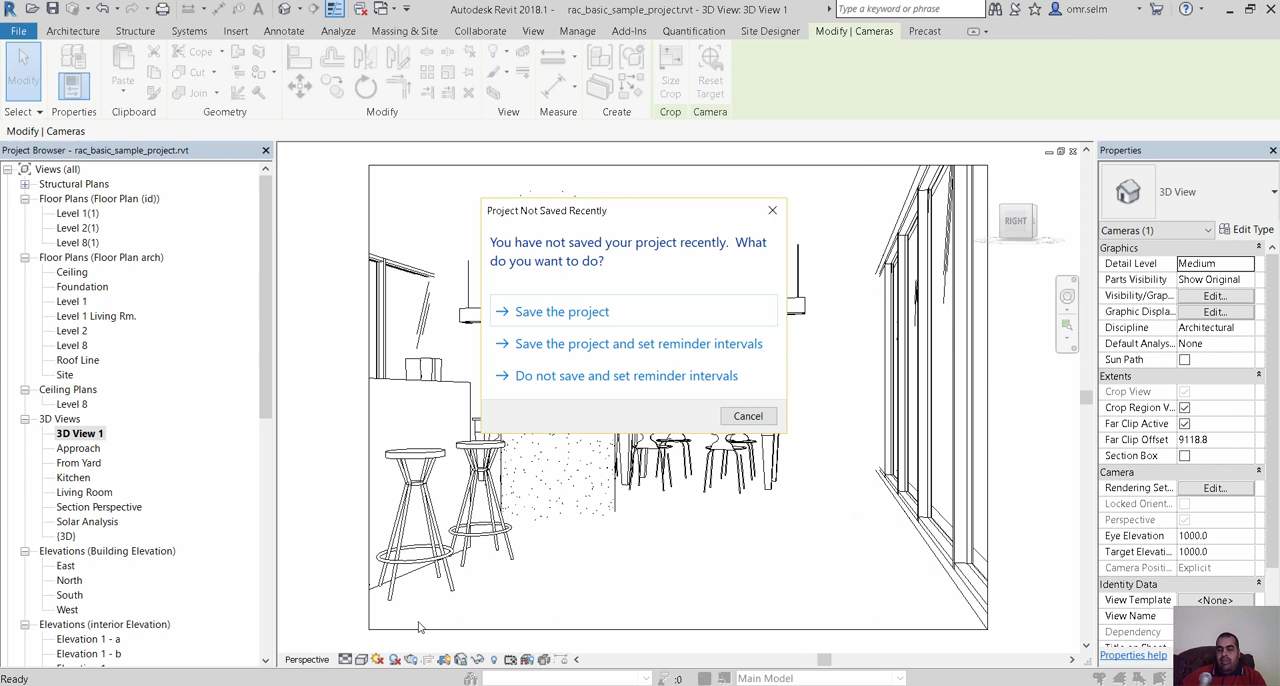 Autodesk Revit 2018.1 - rac_basic_sample_project.rvt - 3D View: 3D View 1
Type a keyword or phrase
omr.selm
File Architecture Structure Systems Insert Annotate Analyze Massing & Site Collaborate View Manage Add-Ins Quantification Site Designer Modify | Cameras Precast
Modify
Paste
Cope
Cut
Join
Size Crop
Reset Target
Select Properties Clipboard Geometry Modify View Measure Create Crop Camera
Modify | Cameras
Project Browser - rac_basic_sample_project.rvt
Views (all)
Structural Plans
Floor Plans (Floor Plan (id))
Level 1(1)
Level 2(1)
Level 8(1)
Floor Plans (Floor Plan arch)
Ceiling
Foundation
Level 1
Level 1 Living Rm.
Level 2
Level 8
Roof Line
Site
Ceiling Plans
Level 8
3D Views
3D View 1
Approach
From Yard
Kitchen
Living Room
Section Perspective
Solar Analysis
{3D}
Elevations (Building Elevation)
East
North
South
West
Elevations (interior Elevation)
Elevation 1 - a
Elevation 1 - b
Project Not Saved Recently
You have not saved your project recently. What
do you want to do?
Save the project
Save the project and set reminder intervals
Do not save and set reminder intervals
Cancel
RIGHT
Properties
3D View
Cameras (1)
Edit Type
Graphics
Detail Level Medium
Parts Visibility Show Original
Visibility/Grap... Edit...
Graphic Displa... Edit...
Discipline Architectural
Default Analys... None
Sun Path
Extents
Crop View
Crop Region V...
Far Clip Active
Far Clip Offset 9118.8
Section Box
Camera
Rendering Set... Edit...
Locked Orient...
Perspective
Eye Elevation 1000.0
Target Elevati... 1000.0
Camera Positi... Explicit
Identity Data
View Template <None>
View Name
Dependency
Properties help
Perspective
Ready
:0
Main Model